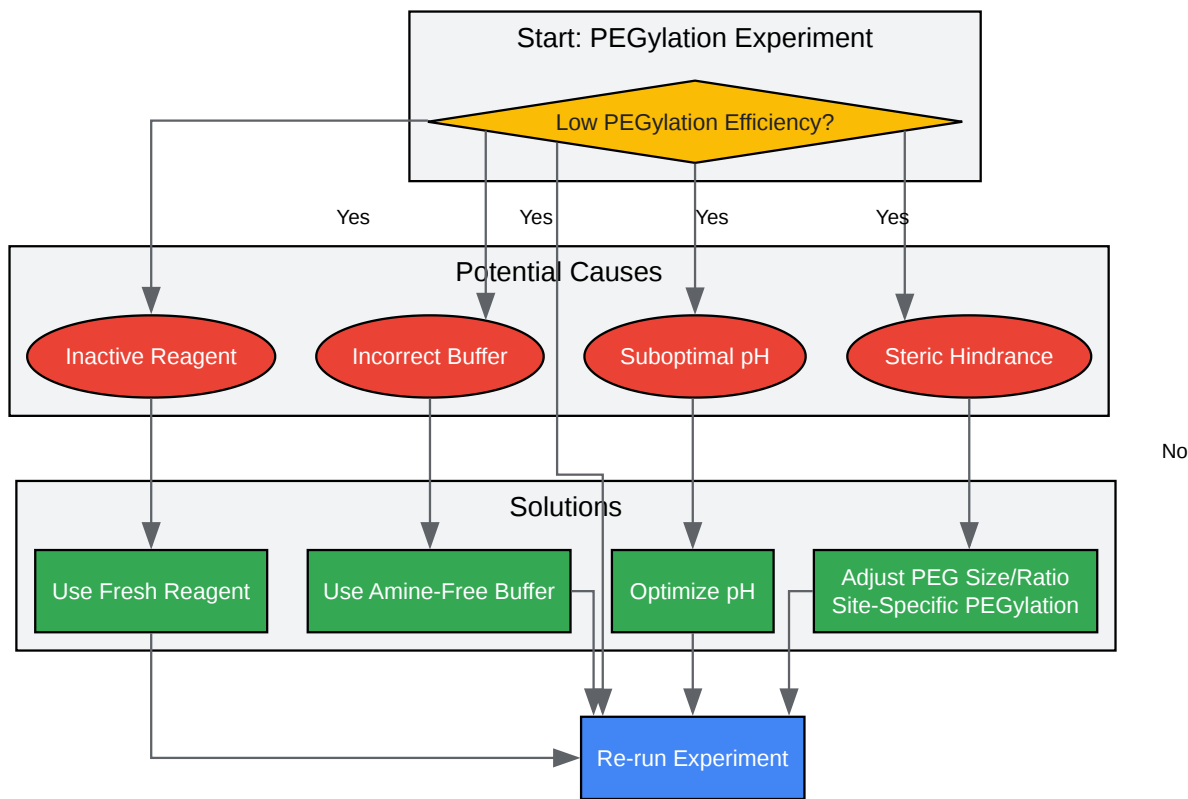 Start: PEGylation Experiment
Low PEGylation Efficiency?
Yes
Yes
Yes
Yes
Potential Causes
Inactive Reagent
Incorrect Buffer
Suboptimal pH
Steric Hindrance
No
Solutions
Use Fresh Reagent
Use Amine-Free Buffer
Optimize pH
Adjust PEG Size/Ratio
Site-Specific PEGylation
Re-run Experiment